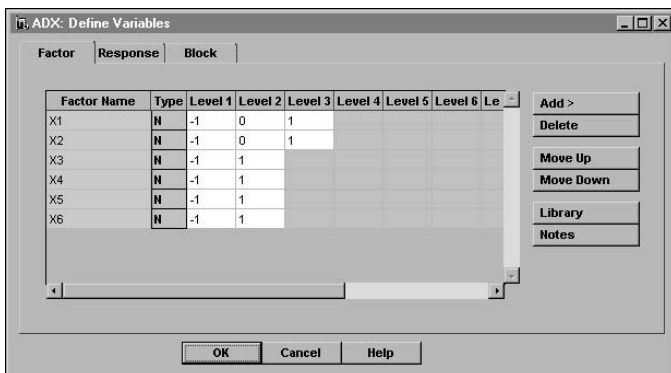 ADX: Define Variables
Factor Response Block
Factor Name Type Level 1 Level 2 Level 3 Level 4 Level 5 Level 6 Le
X1 N -1 0 1
X2 N -1 0 1
X3 N -1 1
X4 N -1 1
X5 N -1 1
X6 N -1 1
Add >
Delete
Move Up
Move Down
Library
Notes
OK Cancel Help